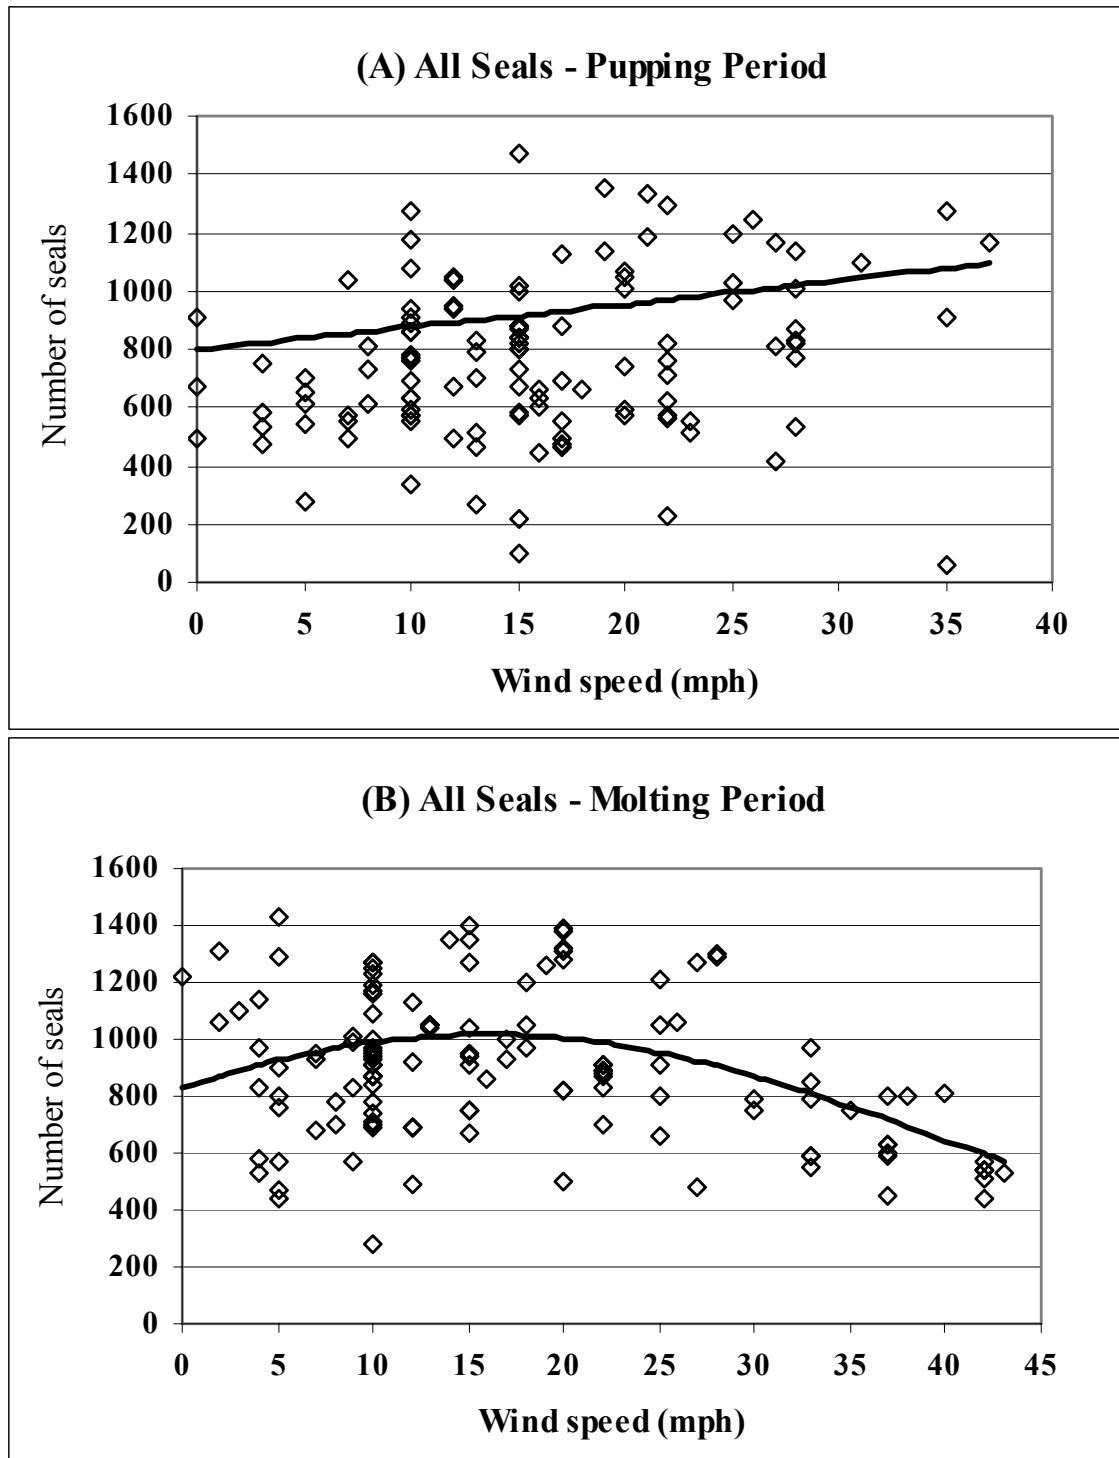 (A) All Seals - Pupping Period
1600
1400
1200
1000
800
600
400
200
0
Number of seals
0 5 10 15 20 25 30 35 40
Wind speed (mph)
(B) All Seals - Molting Period
1600
1400
1200
1000
800
600
400
200
0
Number of seals
0 5 10 15 20 25 30 35 40 45
Wind speed (mph)